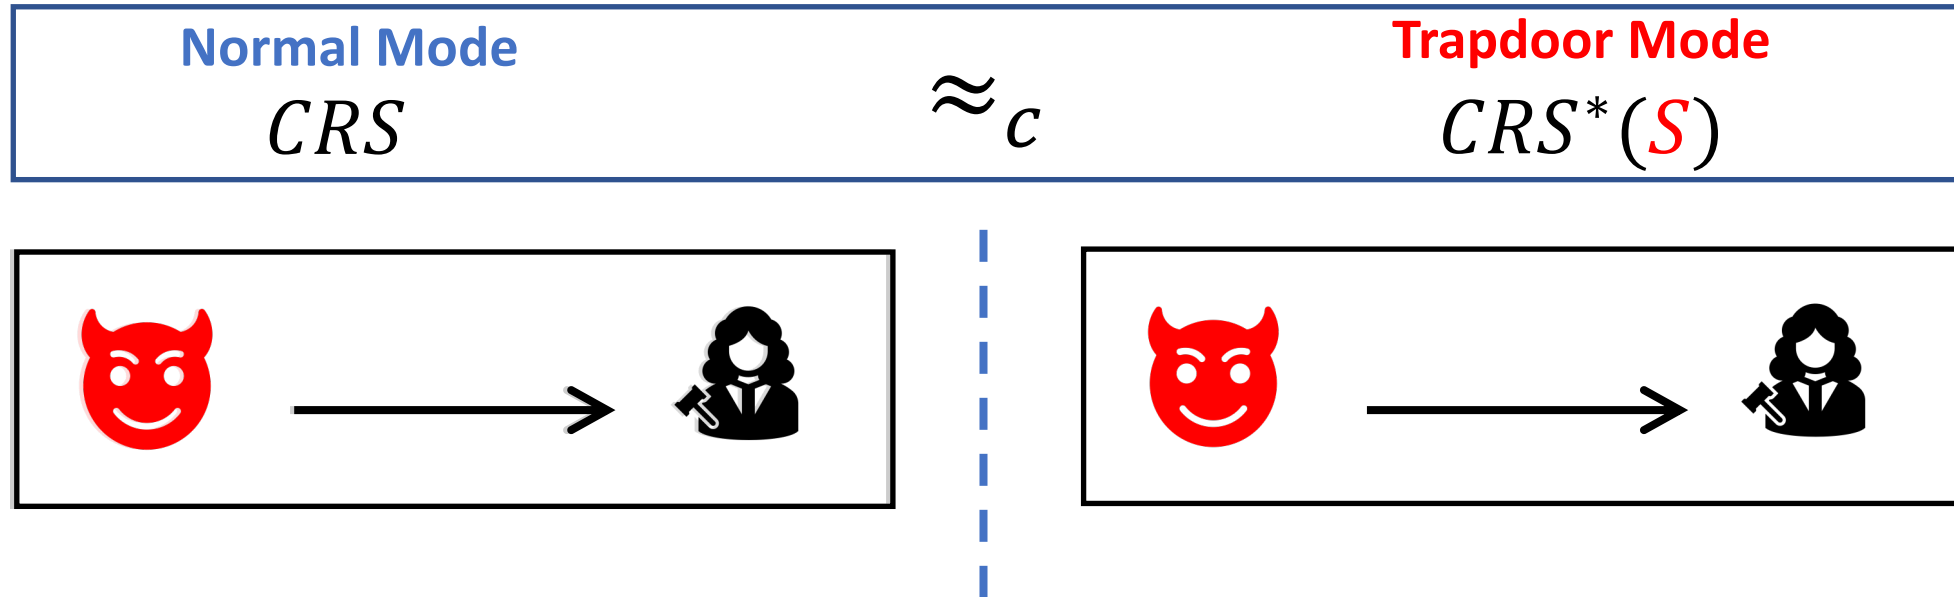 Normal Mode
CRS
≈c
Trapdoor Mode
CRS*(S)